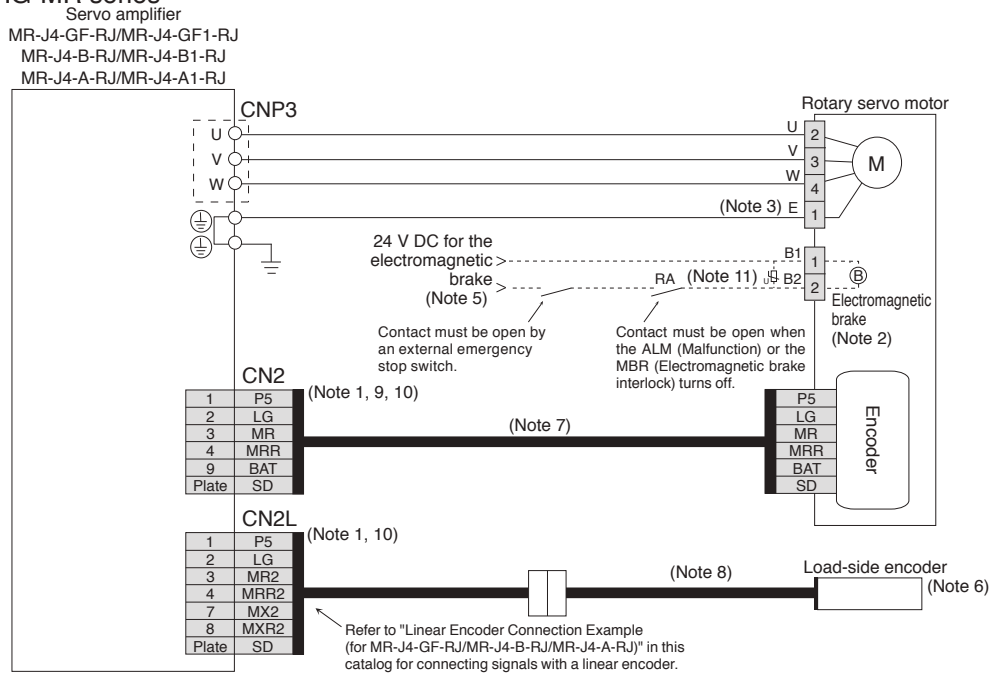 Servo amplifier
MR-J4-GF-RJ/MR-J4-GF1-RJ
MR-J4-B-RJ/MR-J4-B1-RJ
MR-J4-A-RJ/MR-J4-A1-RJ
CNP3
U
V
W
Rotary servo motor
U 2
V 3
W 4
(Note 3) E 1
M
24 V DC for the
electromagnetic
brake
(Note 5)
B1 1
RA (Note 11) U B2 2
B
Electromagnetic
brake
(Note 2)
Contact must be open by
an external emergency
stop switch.
Contact must be open when
the ALM (Malfunction) or the
MBR (Electromagnetic brake
interlock) turns off.
CN2
(Note 1, 9, 10)
1 P5
2 LG
3 MR
4 MRR
9 BAT
Plate SD
(Note 7)
P5
LG
MR
MRR
BAT
SD
Encoder
CN2L
(Note 1, 10)
1 P5
2 LG
3 MR2
4 MRR2
7 MX2
8 MXR2
Plate SD
(Note 8)
Load-side encoder
(Note 6)
Refer to "Linear Encoder Connection Example
(for MR-J4-GF-RJ/MR-J4-B-RJ/MR-J4-A-RJ)" in this
catalog for connecting signals with a linear encoder.